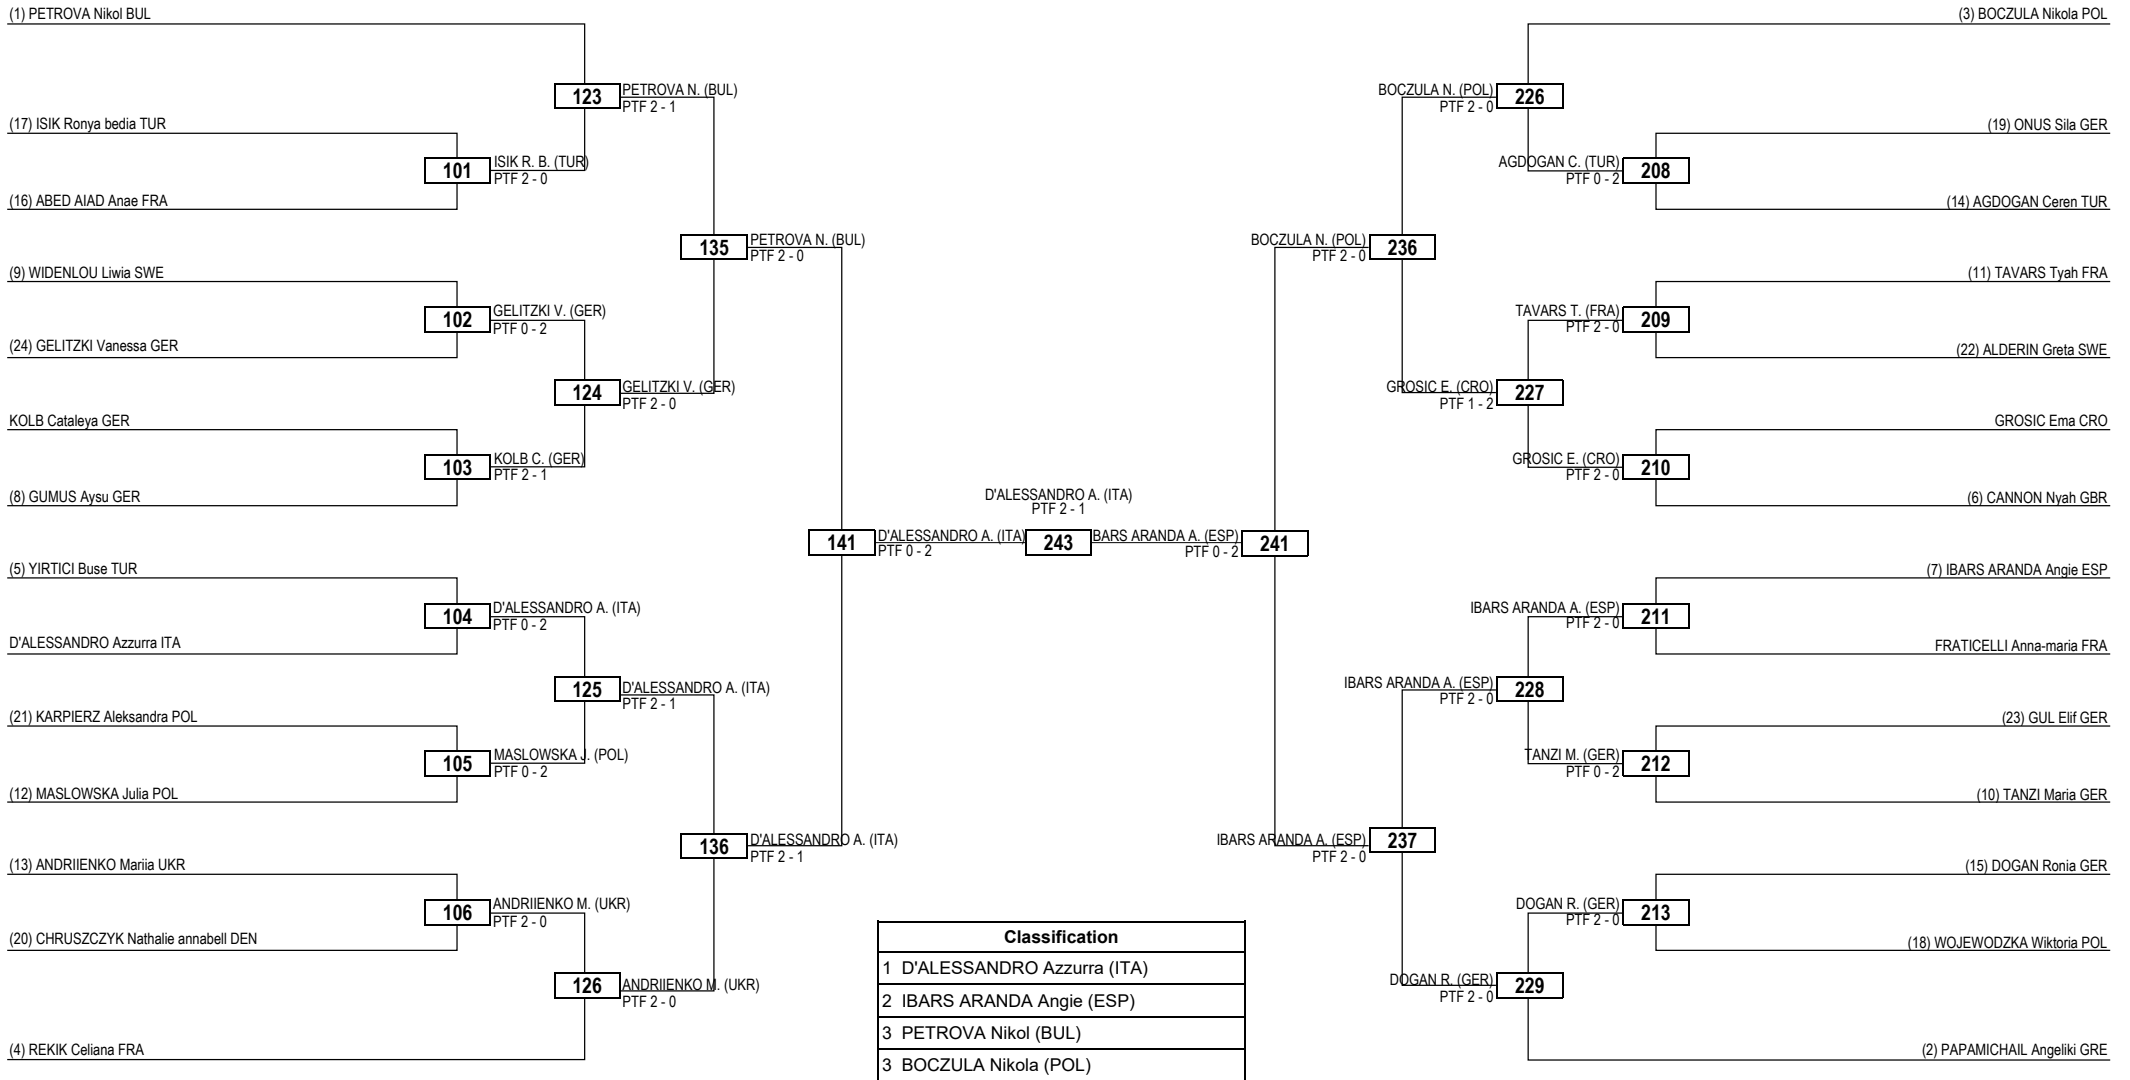 (1) PETROVA Nikol BUL
(3) BOCZULA Nikola POL
123
PETROVA N. (BUL)
PTF 2 - 1
BOCZULA N. (POL)
PTF 2 - 0
226
(17) ISIK Ronya bedia TUR
(19) ONUS Sila GER
101
ISIK R. B. (TUR)
PTF 2 - 0
AGDOGAN C. (TUR)
PTF 0 - 2
208
(16) ABED AIAD Anae FRA
(14) AGDOGAN Ceren TUR
135
PETROVA N. (BUL)
PTF 2 - 0
BOCZULA N. (POL)
PTF 2 - 0
236
(9) WIDENLOU Liwia SWE
(11) TAVARS Tyah FRA
102
GELITZKI V. (GER)
PTF 0 - 2
TAVARS T. (FRA)
PTF 2 - 0
209
(24) GELITZKI Vanessa GER
(22) ALDERIN Greta SWE
124
GELITZKI V. (GER)
PTF 2 - 0
GROSIC E. (CRO)
PTF 1 - 2
227
KOLB Cataleya GER
GROSIC Ema CRO
103
KOLB C. (GER)
PTF 2 - 1
GROSIC E. (CRO)
PTF 2 - 0
210
(8) GUMUS Aysu GER
(6) CANNON Nyah GBR
D'ALESSANDRO A. (ITA)
PTF 2 - 1
141
D'ALESSANDRO A. (ITA)
PTF 0 - 2
243
BARS ARANDA A. (ESP)
PTF 0 - 2
241
(5) YIRTICI Buse TUR
(7) IBARS ARANDA Angie ESP
104
D'ALESSANDRO A. (ITA)
PTF 0 - 2
IBARS ARANDA A. (ESP)
PTF 2 - 0
211
D'ALESSANDRO Azzurra ITA
FRATICELLI Anna-maria FRA
125
D'ALESSANDRO A. (ITA)
PTF 2 - 1
IBARS ARANDA A. (ESP)
PTF 2 - 0
228
(21) KARPIERZ Aleksandra POL
(23) GUL Elif GER
105
MASLOWSKA J. (POL)
PTF 0 - 2
TANZI M. (GER)
PTF 0 - 2
212
(12) MASLOWSKA Julia POL
(10) TANZI Maria GER
136
D'ALESSANDRO A. (ITA)
PTF 2 - 1
IBARS ARANDA A. (ESP)
PTF 2 - 0
237
(13) ANDRIIENKO Mariia UKR
(15) DOGAN Ronia GER
106
ANDRIIENKO M. (UKR)
PTF 2 - 0
DOGAN R. (GER)
PTF 2 - 0
213
(20) CHRUSZCZYK Nathalie annabell DEN
(18) WOJEWODZKA Wiktoria POL
126
ANDRIIENKO M. (UKR)
PTF 2 - 0
DOGAN R. (GER)
PTF 2 - 0
229
(4) REKIK Celiana FRA
(2) PAPAMICHAIL Angeliki GRE
Classification
1 D'ALESSANDRO Azzurra (ITA)
2 IBARS ARANDA Angie (ESP)
3 PETROVA Nikol (BUL)
3 BOCZULA Nikola (POL)